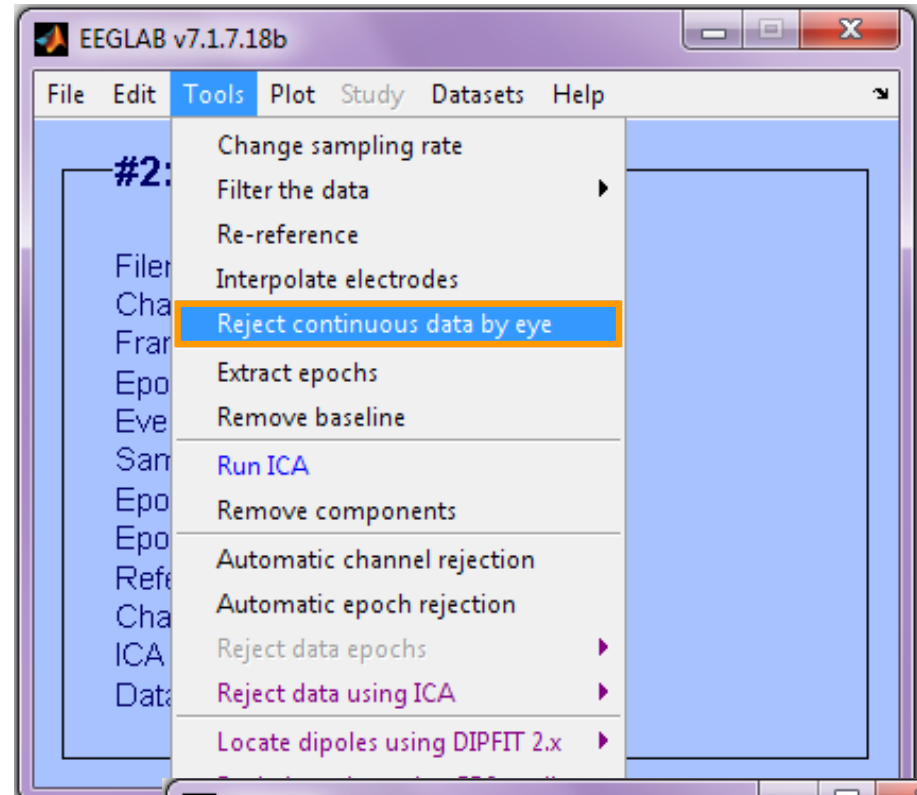 EEGLAB v7.1.7.18b
File Edit Tools Plot Study Datasets Help
#2:
Change sampling rate
Filter the data
Re-reference
Interpolate electrodes
Reject continuous data by eye
Extract epochs
Remove baseline
Run ICA
Remove components
Automatic channel rejection
Automatic epoch rejection
Reject data epochs
Reject data using ICA
Locate dipoles using DIPFIT 2.x
Filen
Cha
Fran
Epo
Eve
Sam
Epo
Epo
Refe
Cha
ICA
Data